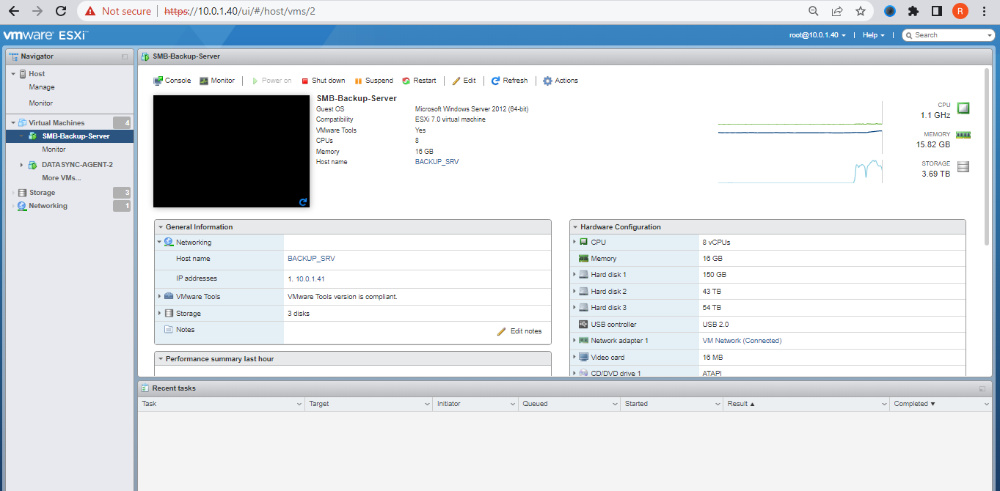 Not secure | https://10.0.1.40/ui/#/host/vms/2
R
vmware ESXi™
root@10.0.1.40 | Help | Search
Navigator
SMB-Backup-Server
Host
Manage
Monitor
Virtual Machines 4
SMB-Backup-Server
Monitor
DATASYNC-AGENT-2
More VMs...
Storage 3
Networking 1
Console Monitor | Power on Shut down Suspend Restart | Edit | Refresh | Actions
SMB-Backup-Server
Guest OS Microsoft Windows Server 2012 (64-bit)
Compatibility ESXi 7.0 virtual machine
VMware Tools Yes
CPUs 8
Memory 16 GB
Host name BACKUP_SRV
CPU
1.1 GHz
MEMORY
15.82 GB
STORAGE
3.69 TB
General Information
Networking
Host name BACKUP_SRV
IP addresses 1. 10.0.1.41
VMware Tools VMware Tools version is compliant.
Storage 3 disks
Notes Edit notes
Performance summary last hour
Hardware Configuration
CPU 8 vCPUs
Memory 16 GB
Hard disk 1 150 GB
Hard disk 2 43 TB
Hard disk 3 54 TB
USB controller USB 2.0
Network adapter 1 VM Network (Connected)
Video card 16 MB
CD/DVD drive 1 ATAPI
Recent tasks
Task Target Initiator Queued Started Result ▲ Completed ▼